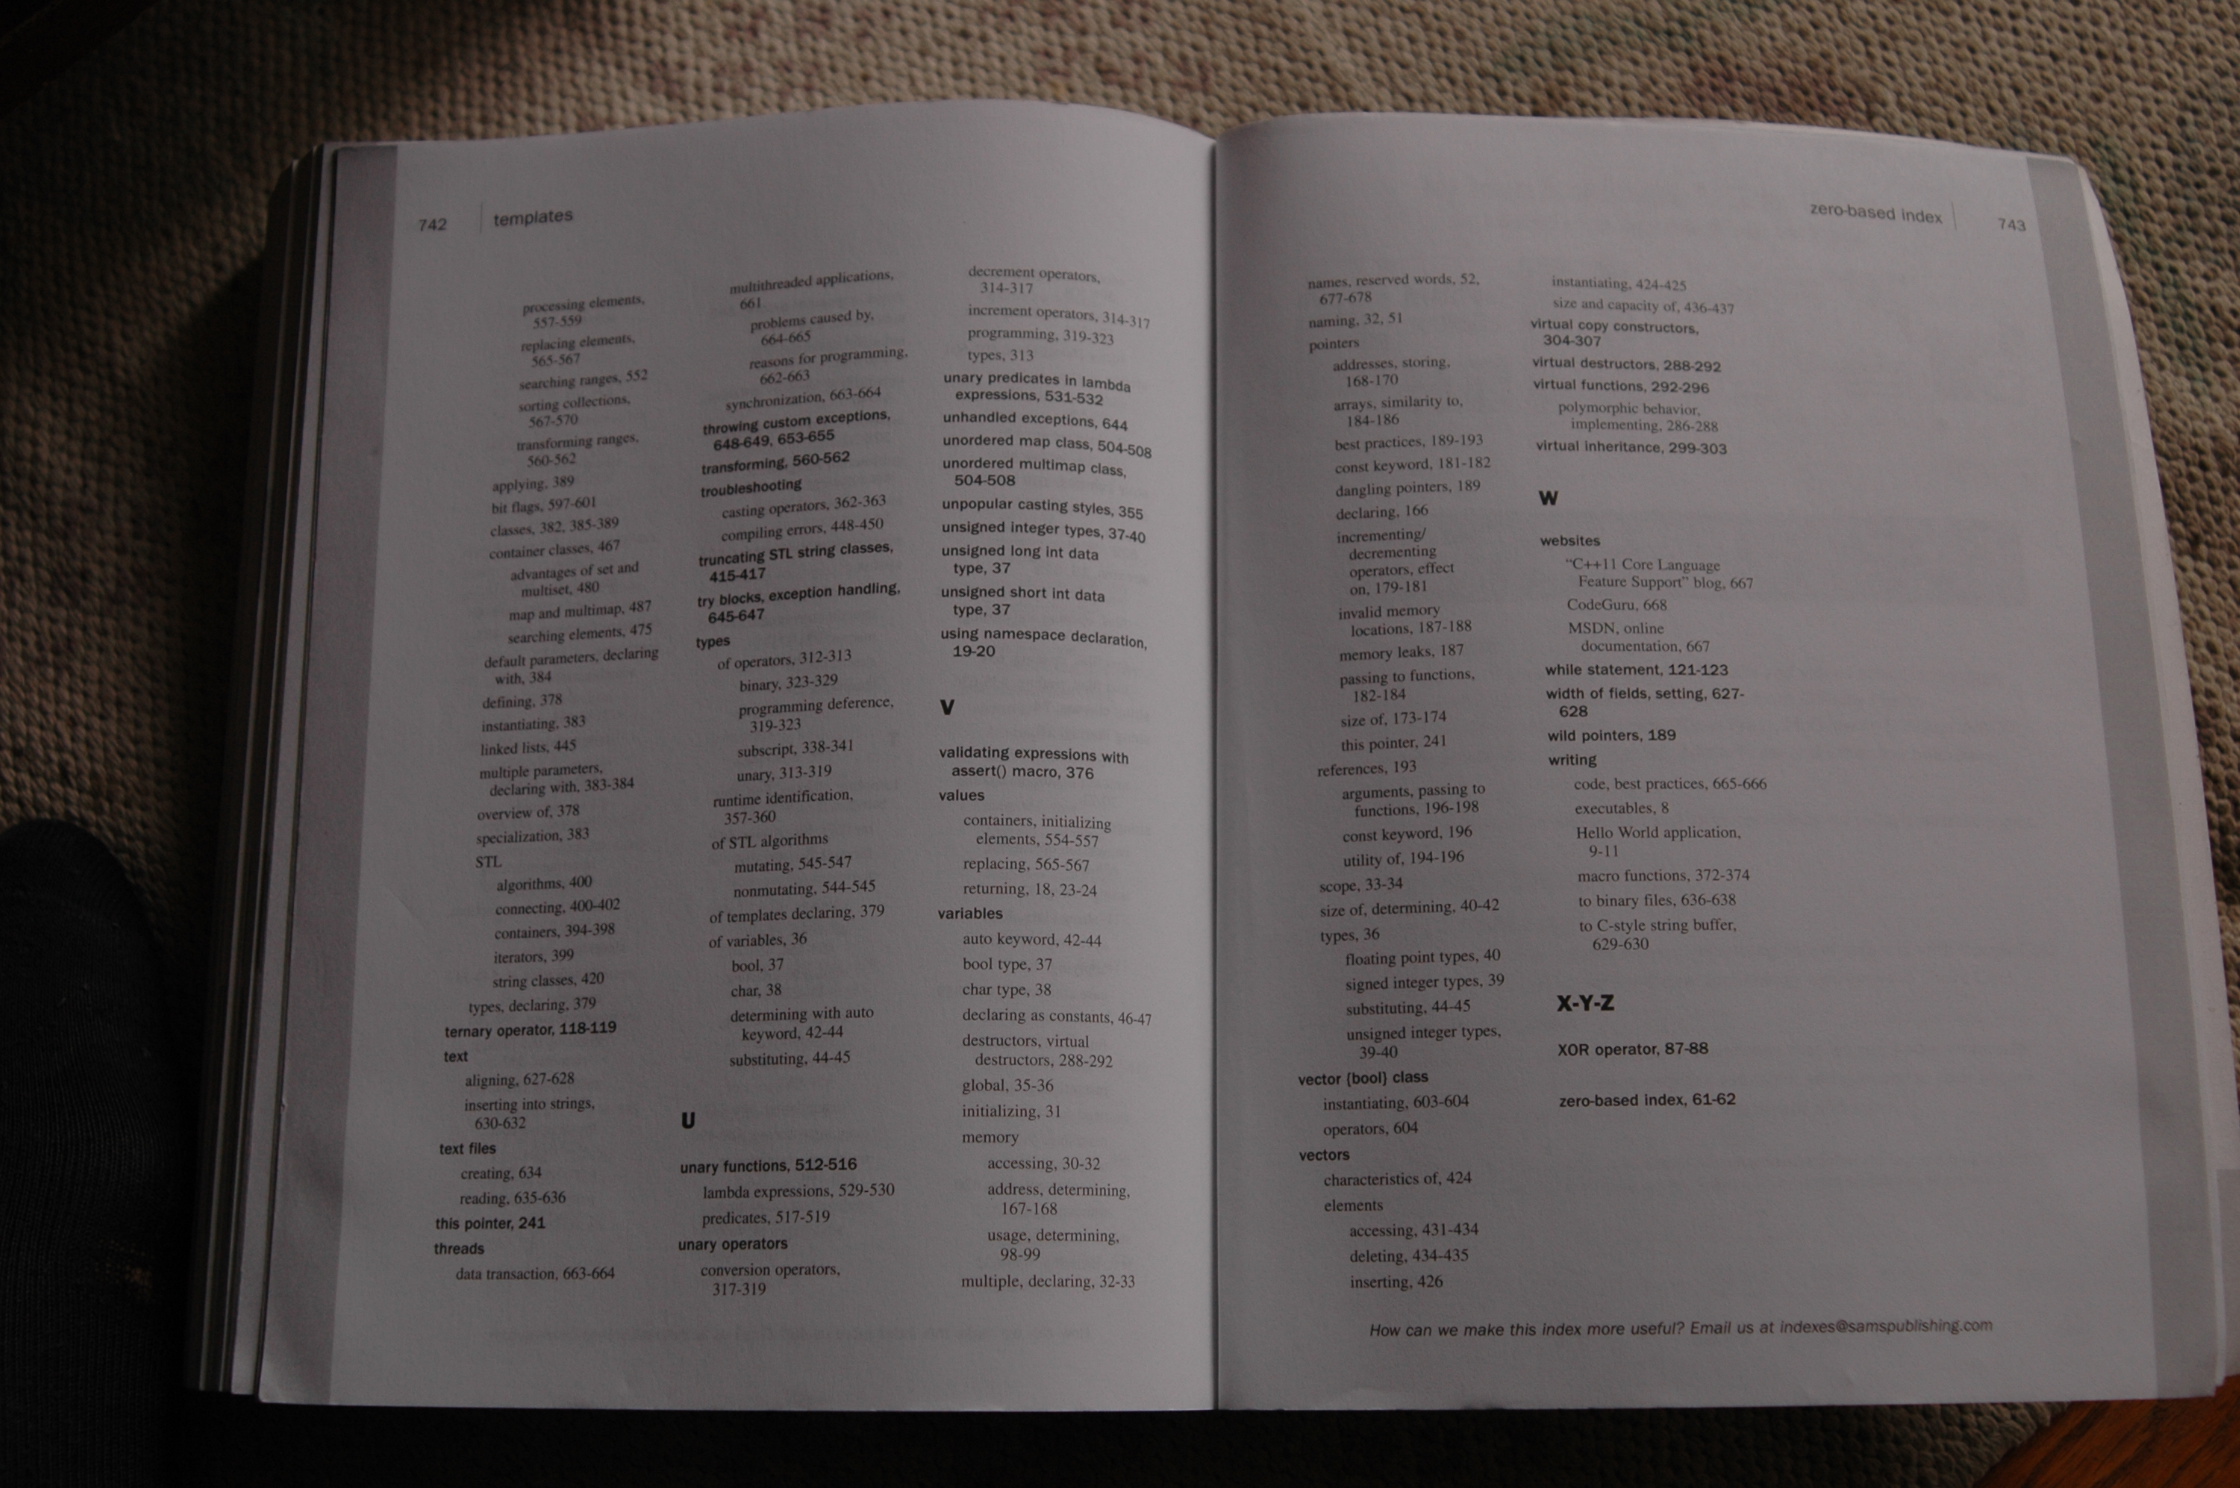 742 templates
processing elements,
557-559
replacing elements,
565-567
searching ranges, 552
sorting collections,
567-570
transforming ranges,
560-562
applying, 389
bit flags, 597-601
classes, 382, 385-389
container classes, 467
advantages of set and
multiset, 480
map and multimap, 487
searching elements, 475
default parameters, declaring
with, 384
defining, 378
instantiating, 383
linked lists, 445
multiple parameters,
declaring with, 383-384
overview of, 378
specialization, 383
STL
algorithms, 400
connecting, 400-402
containers, 394-398
iterators, 399
string classes, 420
types, declaring, 379
ternary operator, 118-119
text
aligning, 627-628
inserting into strings,
630-632
text files
creating, 634
reading, 635-636
this pointer, 241
threads
data transaction, 663-664
multithreaded applications,
661
problems caused by,
664-665
reasons for programming,
662-663
synchronization, 663-664
throwing custom exceptions,
648-649, 653-655
transforming, 560-562
troubleshooting
casting operators, 362-363
compiling errors, 448-450
truncating STL string classes,
415-417
try blocks, exception handling,
645-647
types
of operators, 312-313
binary, 323-329
programming deference,
319-323
subscript, 338-341
unary, 313-319
runtime identification,
357-360
of STL algorithms
mutating, 545-547
nonmutating, 544-545
of templates declaring, 379
of variables, 36
bool, 37
char, 38
determining with auto
keyword, 42-44
substituting, 44-45
U
unary functions, 512-516
lambda expressions, 529-530
predicates, 517-519
unary operators
conversion operators,
317-319
decrement operators,
314-317
increment operators, 314-317
programming, 319-323
types, 313
unary predicates in lambda
expressions, 531-532
unhandled exceptions, 644
unordered map class, 504-508
unordered multimap class,
504-508
unpopular casting styles, 355
unsigned integer types, 37-40
unsigned long int data
type, 37
unsigned short int data
type, 37
using namespace declaration,
19-20
V
validating expressions with
assert() macro, 376
values
containers, initializing
elements, 554-557
replacing, 565-567
returning, 18, 23-24
variables
auto keyword, 42-44
bool type, 37
char type, 38
declaring as constants, 46-47
destructors, virtual
destructors, 288-292
global, 35-36
initializing, 31
memory
accessing, 30-32
address, determining,
167-168
usage, determining,
98-99
multiple, declaring, 32-33
zero-based index 743
names, reserved words, 52,
677-678
naming, 32, 51
pointers
addresses, storing,
168-170
arrays, similarity to,
184-186
best practices, 189-193
const keyword, 181-182
dangling pointers, 189
declaring, 166
incrementing/
decrementing
operators, effect
on, 179-181
invalid memory
locations, 187-188
memory leaks, 187
passing to functions,
182-184
size of, 173-174
this pointer, 241
references, 193
arguments, passing to
functions, 196-198
const keyword, 196
utility of, 194-196
scope, 33-34
size of, determining, 40-42
types, 36
floating point types, 40
signed integer types, 39
substituting, 44-45
unsigned integer types,
39-40
vector {bool} class
instantiating, 603-604
operators, 604
vectors
characteristics of, 424
elements
accessing, 431-434
deleting, 434-435
inserting, 426
instantiating, 424-425
size and capacity of, 436-437
virtual copy constructors,
304-307
virtual destructors, 288-292
virtual functions, 292-296
polymorphic behavior,
implementing, 286-288
virtual inheritance, 299-303
W
websites
"C++11 Core Language
Feature Support" blog, 667
CodeGuru, 668
MSDN, online
documentation, 667
while statement, 121-123
width of fields, setting, 627-
628
wild pointers, 189
writing
code, best practices, 665-666
executables, 8
Hello World application,
9-11
macro functions, 372-374
to binary files, 636-638
to C-style string buffer,
629-630
X-Y-Z
XOR operator, 87-88
zero-based index, 61-62
How can we make this index more useful? Email us at indexes@samspublishing.com